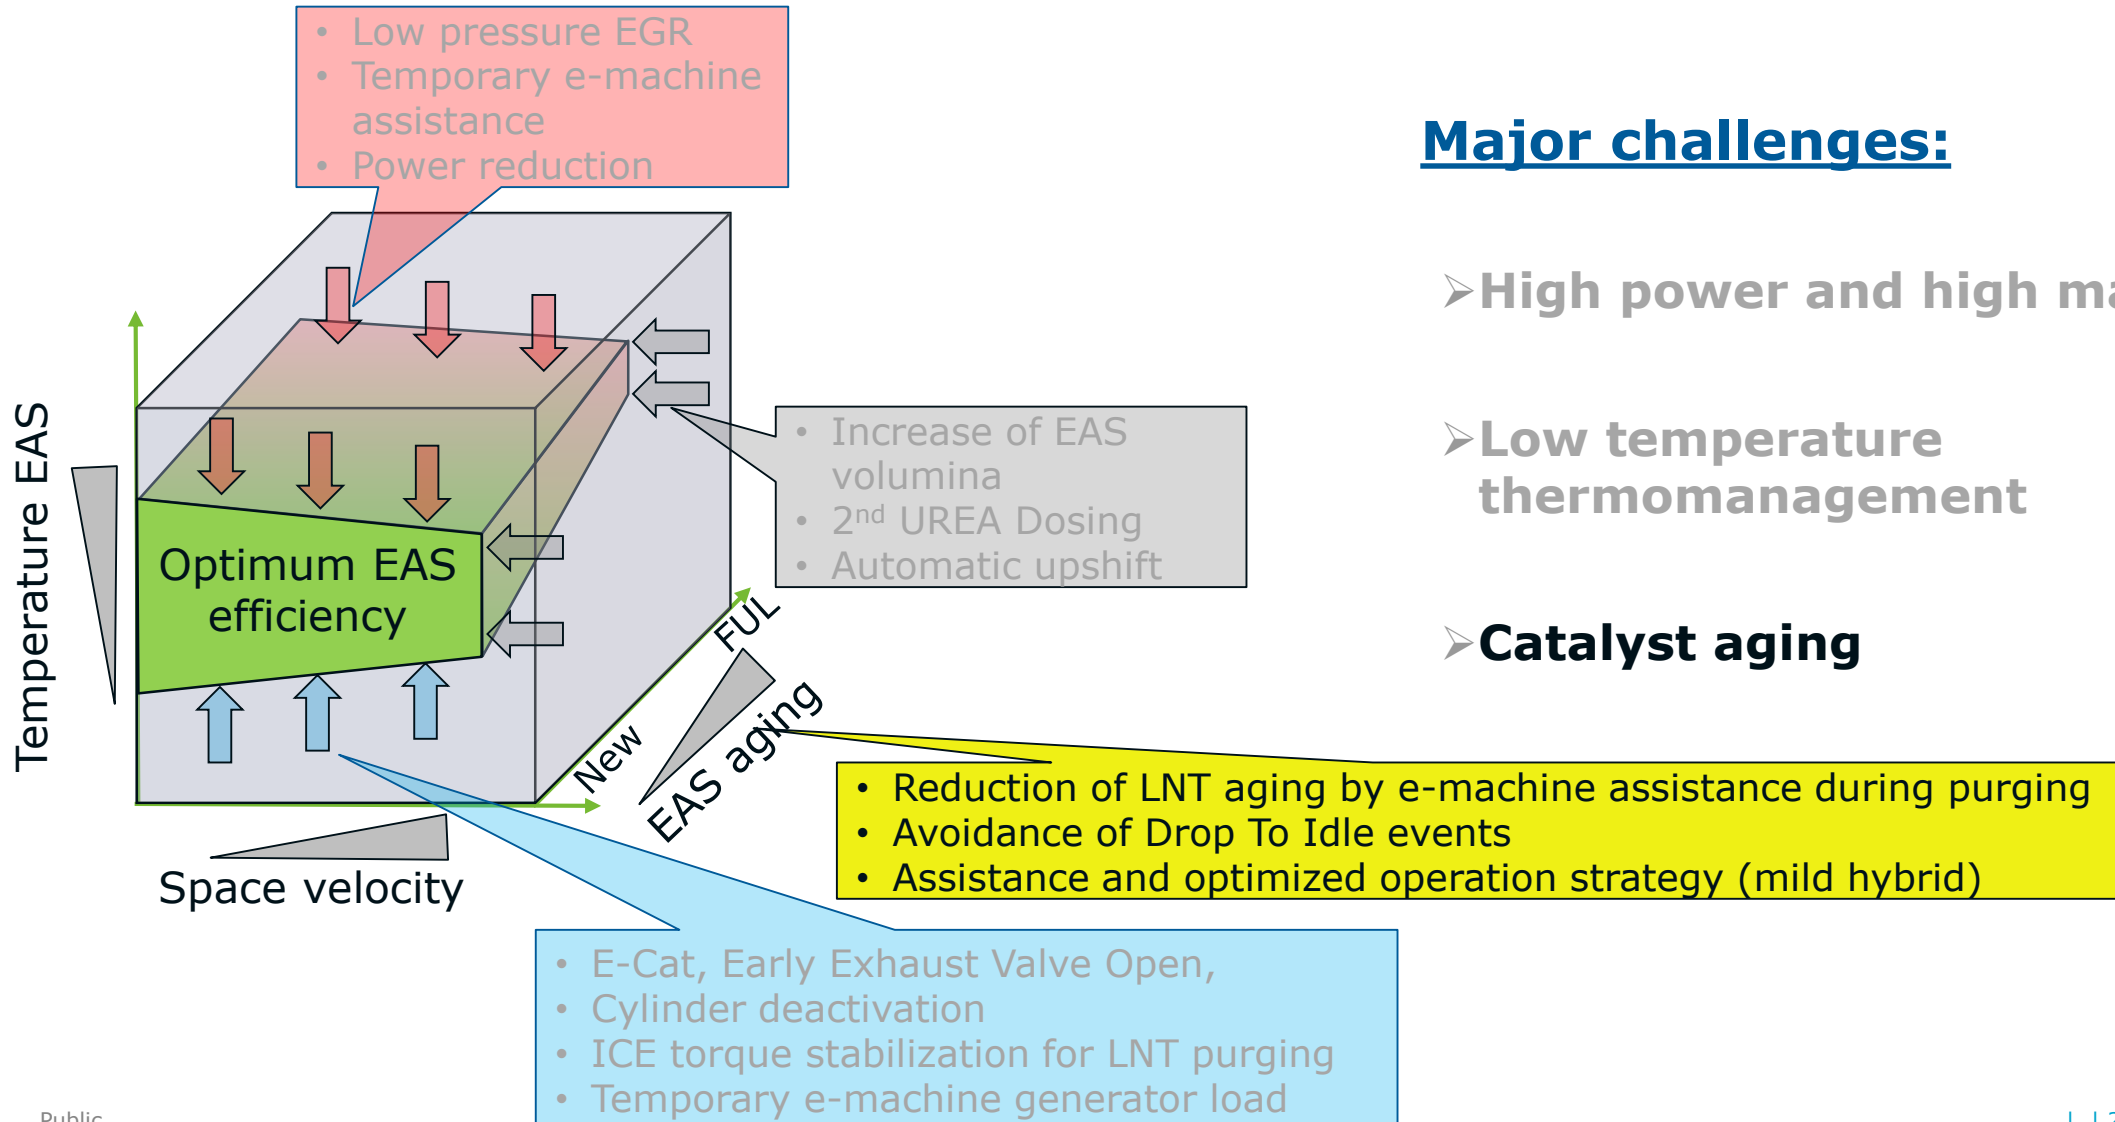 • Low pressure EGR
• Temporary e-machine
assistance
• Power reduction
Major challenges:
➢High power and high
➢Low temperature
thermomanagement
➢Catalyst aging
• Increase of EAS
volumina
• 2nd UREA Dosing
• Automatic upshift
Temperature EAS
Optimum EAS
efficiency
FUL
New
EAS aging
Space velocity
• Reduction of LNT aging by e-machine assistance during purging
• Avoidance of Drop To Idle events
• Assistance and optimized operation strategy (mild hybrid)
• E-Cat, Early Exhaust Valve Open,
• Cylinder deactivation
• ICE torque stabilization for LNT purging
• Temporary e-machine generator load
Public